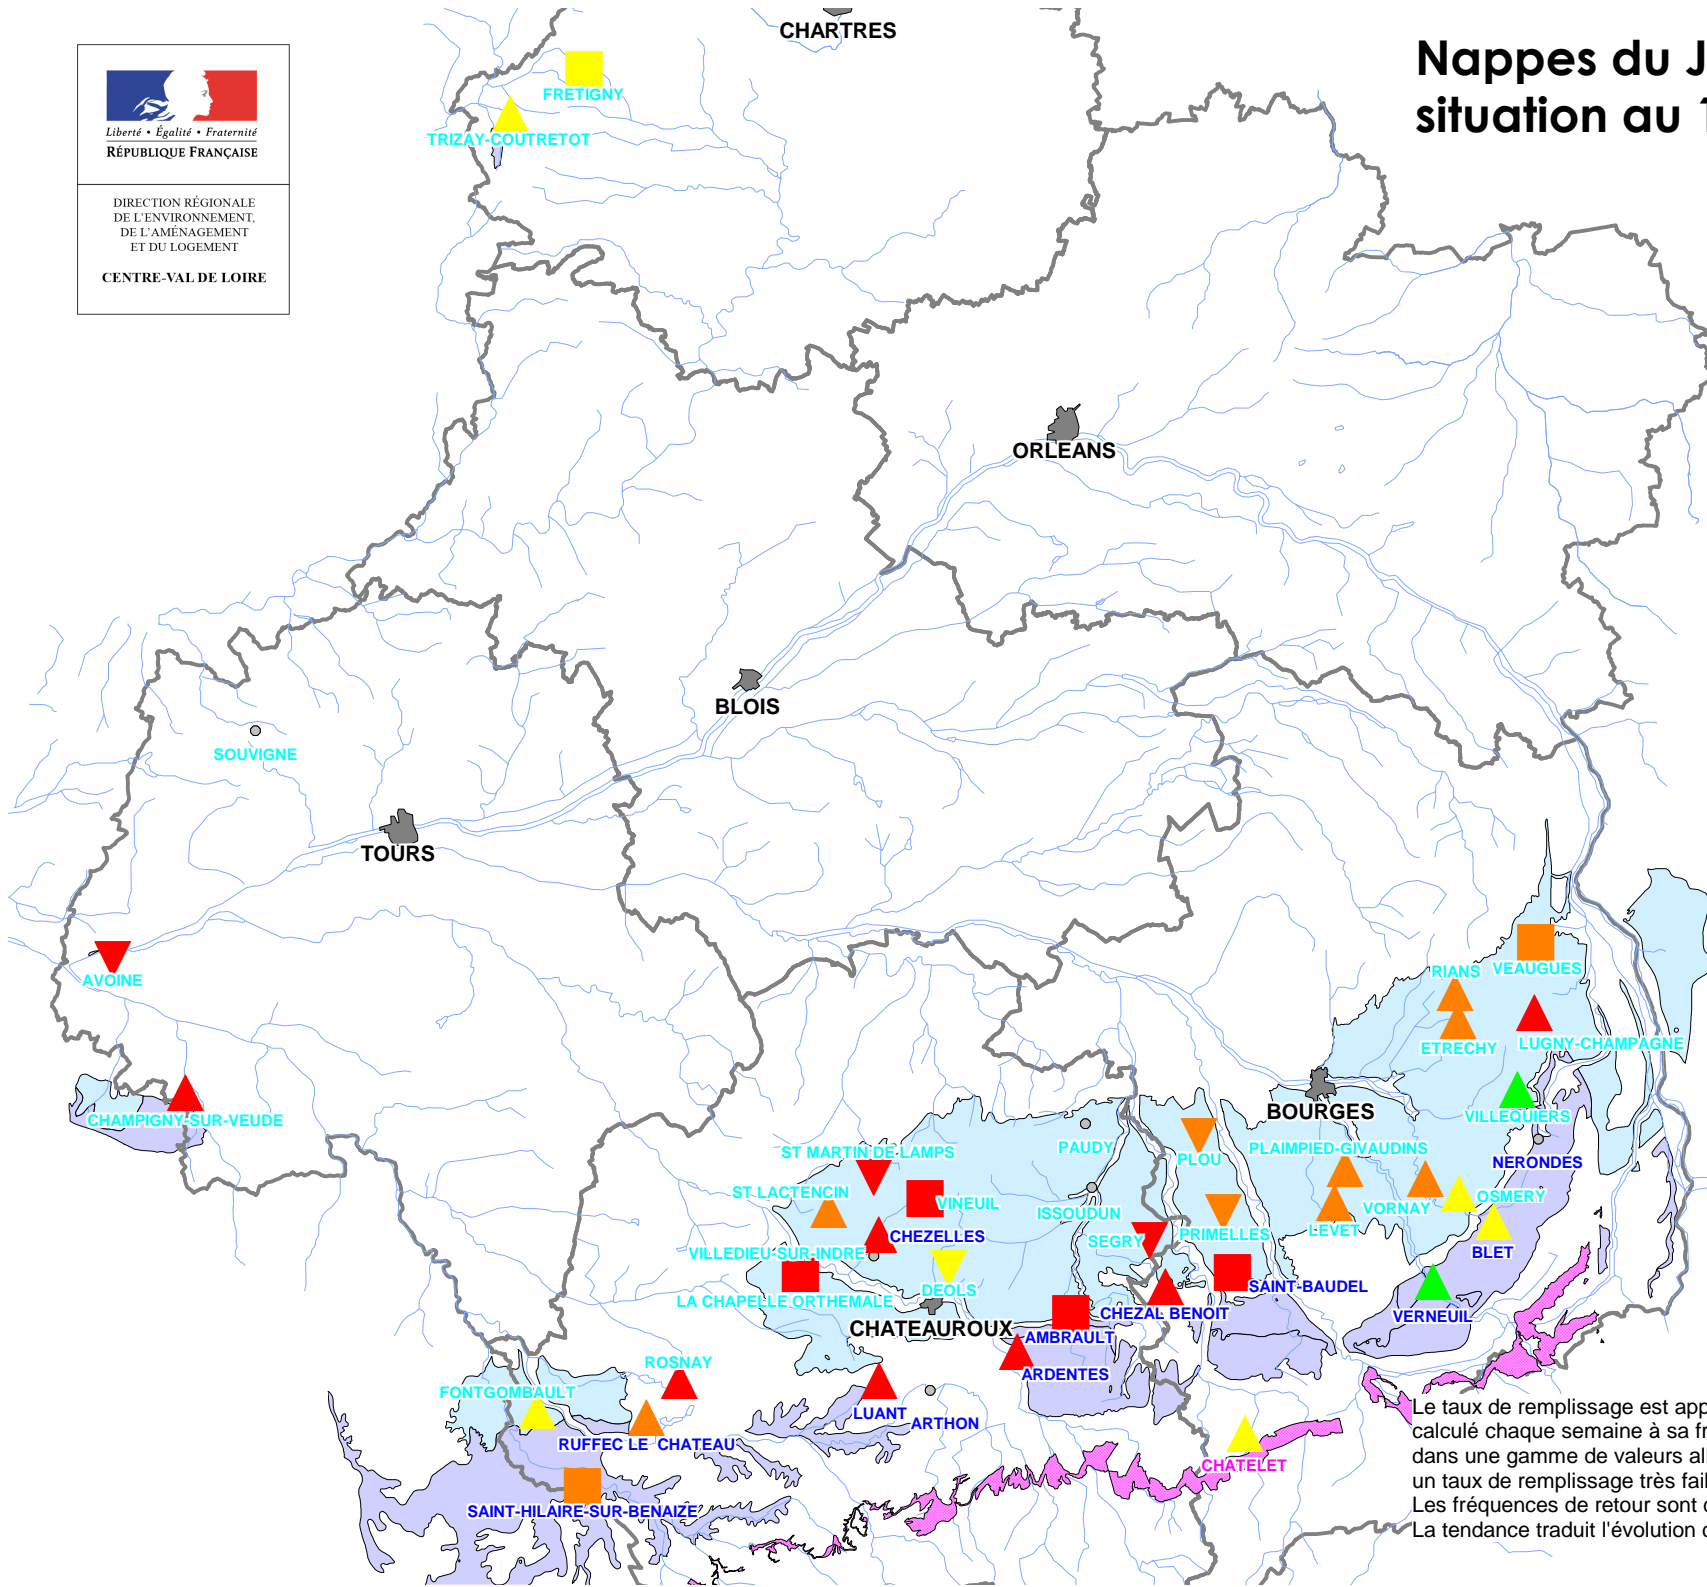 CHARTRES
Nappes du J
situation au 1
Liberté • Égalité • Fraternité
RÉPUBLIQUE FRANÇAISE
DIRECTION RÉGIONALE
DE L'ENVIRONNEMENT,
DE L'AMÉNAGEMENT
ET DU LOGEMENT
CENTRE-VAL DE LOIRE
FRETIGNY
TRIZAY-COUTRETOT
ORLEANS
BLOIS
SOUVIGNE
TOURS
AVOINE
RIANS
VEAUGUES
ETRECHY
LUGNY-CHAMPAGNE
CHAMPIGNY-SUR-VEUDE
BOURGES
VILLEQUIERS
ST MARTIN DE LAMPS
PAUDY
PLOU
PLAIMPIED-GIVAUDINS
NERONDES
ST LACTENCIN
VINEUIL
ISSOUDUN
VORNAY
OSMERY
CHEZELLES
SEGRY
PRIMELLES
LEVET
BLET
VILLEDIEU-SUR-INDRE
DEOLS
SAINT-BAUDEL
LA CHAPELLE ORTHEMALE
CHEZAL BENOIT
VERNEUIL
CHATEAUROUX
AMBRAULT
ARDENTES
ROSNAY
FONTGOMBAULT
LUANT
ARTHON
RUFFEC LE CHATEAU
CHATELET
SAINT-HILAIRE-SUR-BENAIZE
Le taux de remplissage est app
calculé chaque semaine à sa fr
dans une gamme de valeurs all
un taux de remplissage très fail
Les fréquences de retour sont c
La tendance traduit l'évolution d